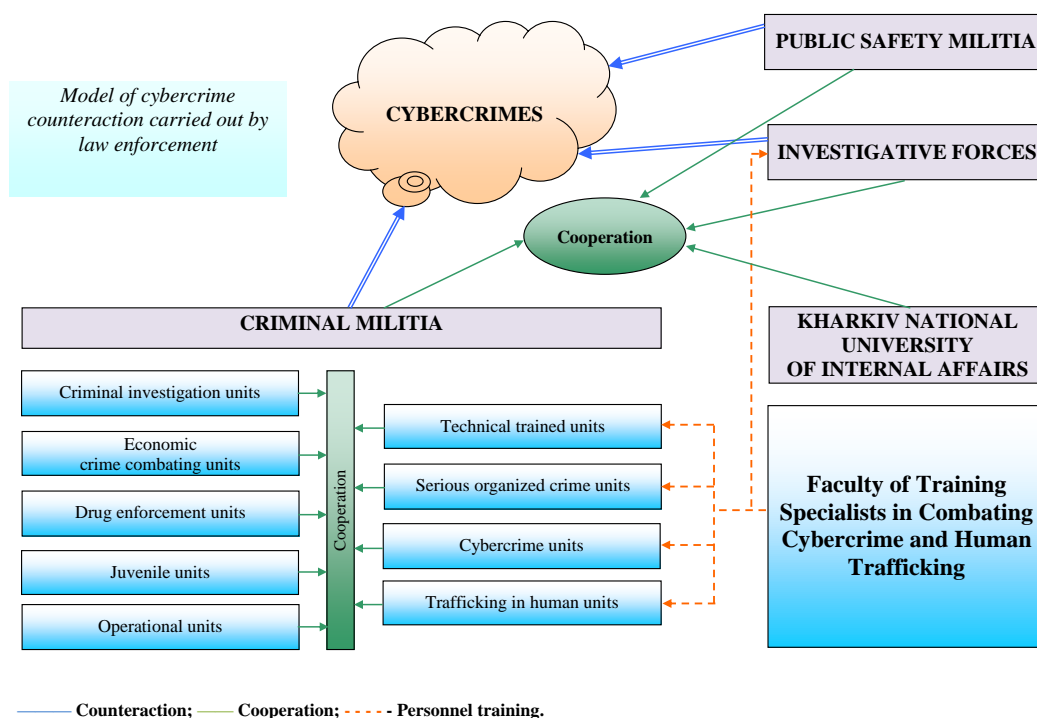 Model of cybercrime
counteraction carried out by
law enforcement
CYBERCRIMES
PUBLIC SAFETY MILITIA
INVESTIGATIVE FORCES
Cooperation
CRIMINAL MILITIA
KHARKIV NATIONAL
UNIVERSITY
OF INTERNAL AFFAIRS
Criminal investigation units
Economic
crime combating units
Drug enforcement units
Juvenile units
Operational units
Cooperation
Technical trained units
Serious organized crime units
Cybercrime units
Trafficking in human units
Faculty of Training
Specialists in Combating
Cybercrime and Human
Trafficking
Counteraction; Cooperation; - Personnel training.